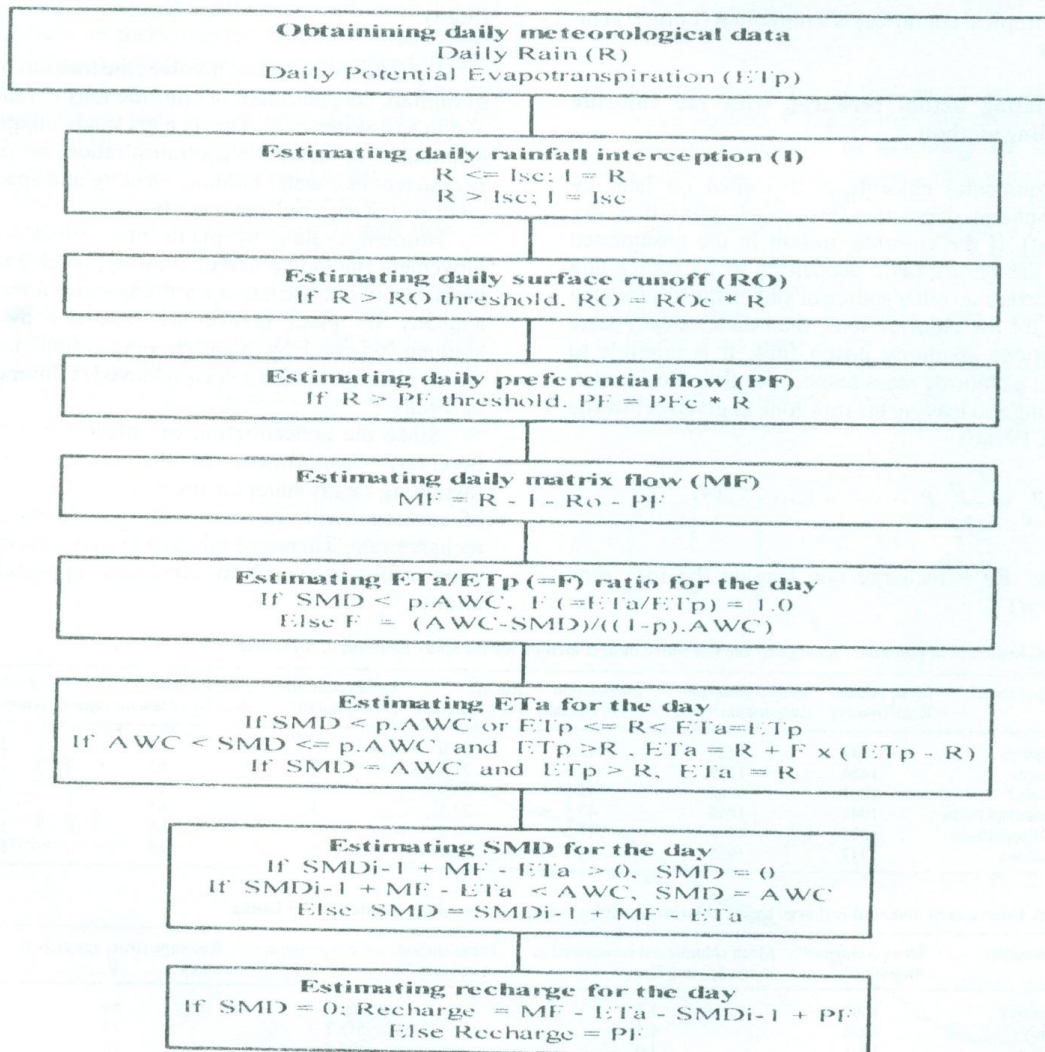 Obtainining daily meteorological data
Daily Rain (R)
Daily Potential Evapotranspiration (ETp)
Estimating daily rainfall interception (I)
R <= Isc; I = R
R > Isc; I = Isc
Estimating daily surface runoff (RO)
If R > RO threshold. RO = ROC * R
Estimating daily preferential flow (PF)
If R > PF threshold. PF = PFc * R
Estimating daily matrix flow (MF)
MF = R - I - Ro - PF
Estimating ETa/ETp (=F) ratio for the day
If SMD < p.AWC, F (=ETa/ETp) = 1.0
Else F = (AWC-SMD)/((1-p).AWC)
Estimating ETa for the day
If SMD < p.AWC or ETp <= R< ETa=ETp
If AWC < SMD <= p.AWC and ETp >R, ETa = R + F x (ETp - R)
If SMD = AWC and ETp > R, ETa = R
Estimating SMD for the day
If SMDi-1 + MF - ETa > 0, SMD = 0
If SMDi-1 + MF - ETa < AWC, SMD = AWC
Else SMD = SMDi-1 + MF - ETa
Estimating recharge for the day
If SMD = 0; Recharge = MF - ETa - SMDi-1 + PF
Else Recharge = PF